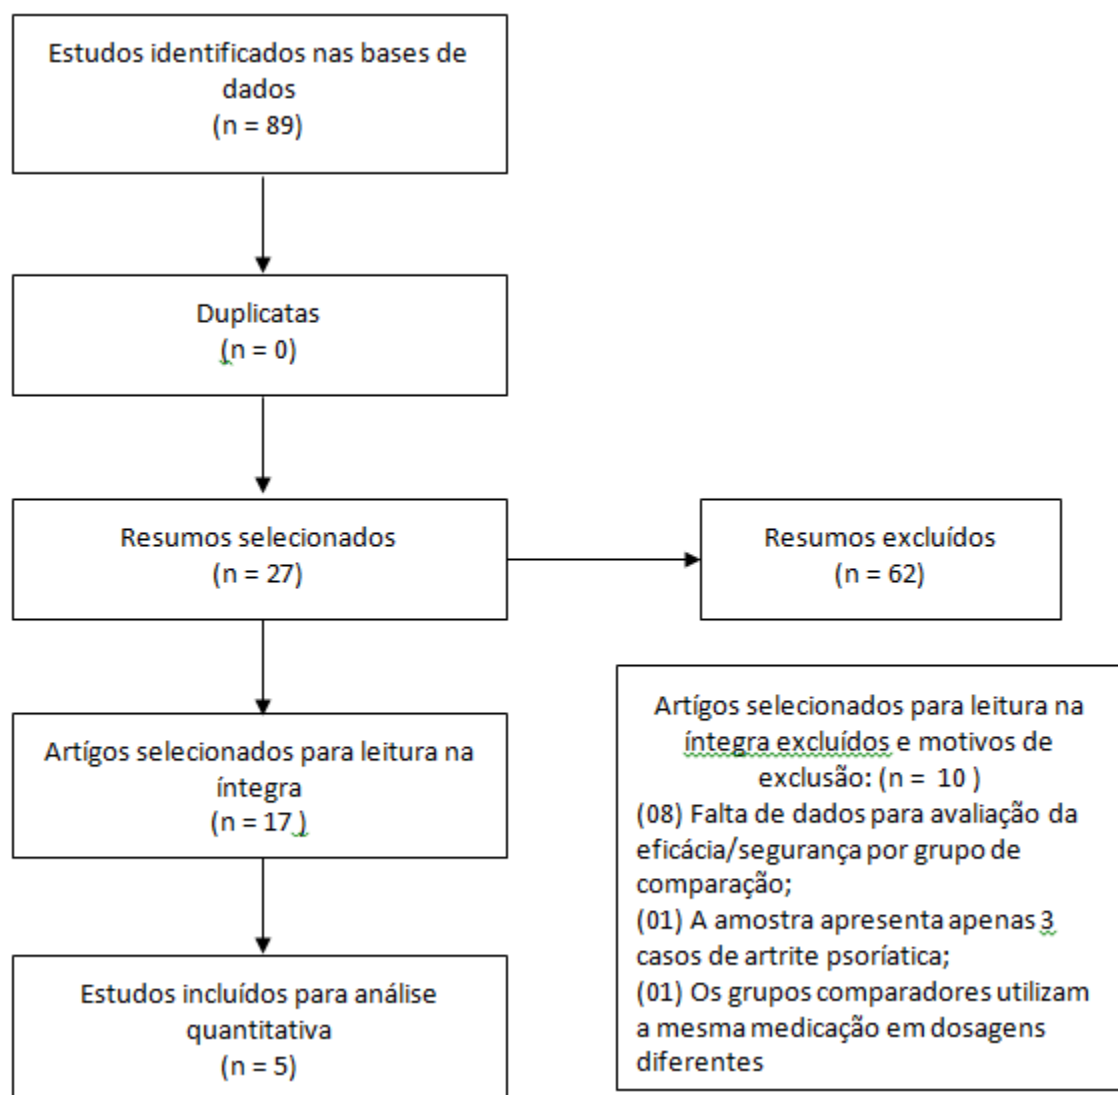 Estudos identificados nas bases de
dados
(n = 89)
Duplicatas
(n = 0)
Resumos selecionados
(n = 27)
Resumos excluídos
(n = 62)
Artígos selecionados para leitura na
íntegra
(n = 17 )
Artígos selecionados para leitura na
íntegra excluídos e motivos de
exclusão: (n =  10 )
(08) Falta de dados para avaliação da
eficácia/segurança por grupo de
comparação;
(01) A amostra apresenta apenas 3
casos de artrite psoríatica;
(01) Os grupos comparadores utilizam
a mesma medicação em dosagens
diferentes
Estudos incluídos para análise
quantitativa
(n = 5)